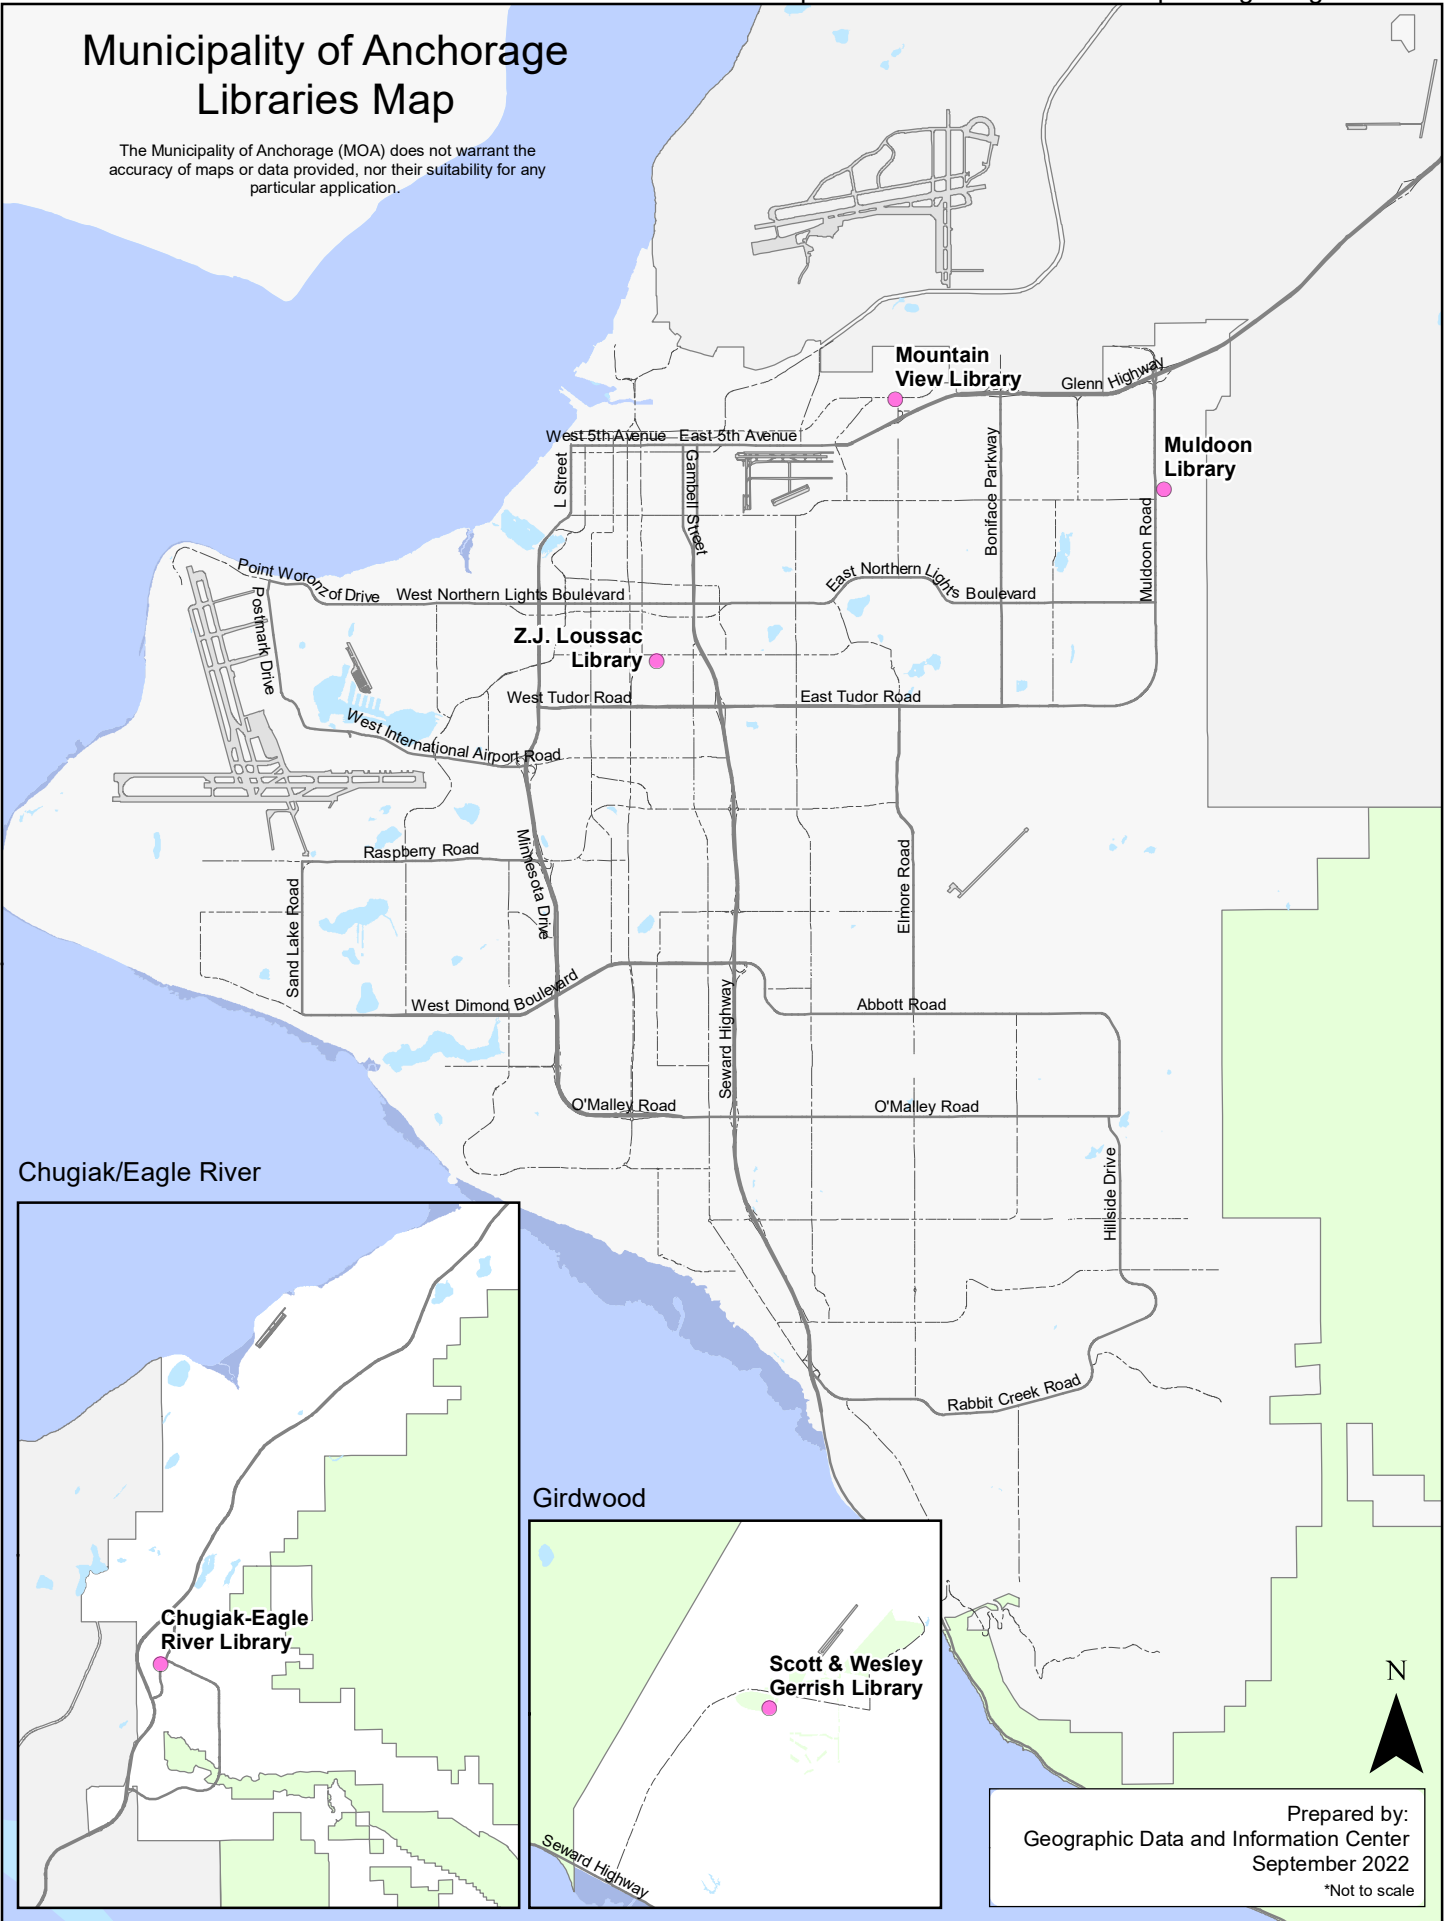 Municipality of Anchorage
Libraries Map
The Municipality of Anchorage (MOA) does not warrant the
accuracy of maps or data provided, nor their suitability for any
particular application.
Mountain
View Library
Glenn Highway
West 5th Avenue
East 5th Avenue
Muldoon
Library
L Street
Gambell Street
Boniface Parkway
Muldoon Road
Point Woronzof Drive
West Northern Lights Boulevard
East Northern Lights Boulevard
Postmark Drive
Z.J. Loussac
Library
West Tudor Road
East Tudor Road
West International Airport Road
Raspberry Road
Minnesota Drive
Sand Lake Road
Elmore Road
West Dimond Boulevard
Abbott Road
Seward Highway
O'Malley Road
O'Malley Road
Hillside Drive
Rabbit Creek Road
Chugiak/Eagle River
Chugiak-Eagle
River Library
Girdwood
Scott & Wesley
Gerrish Library
Seward Highway
N
Prepared by:
Geographic Data and Information Center
September 2022
*Not to scale